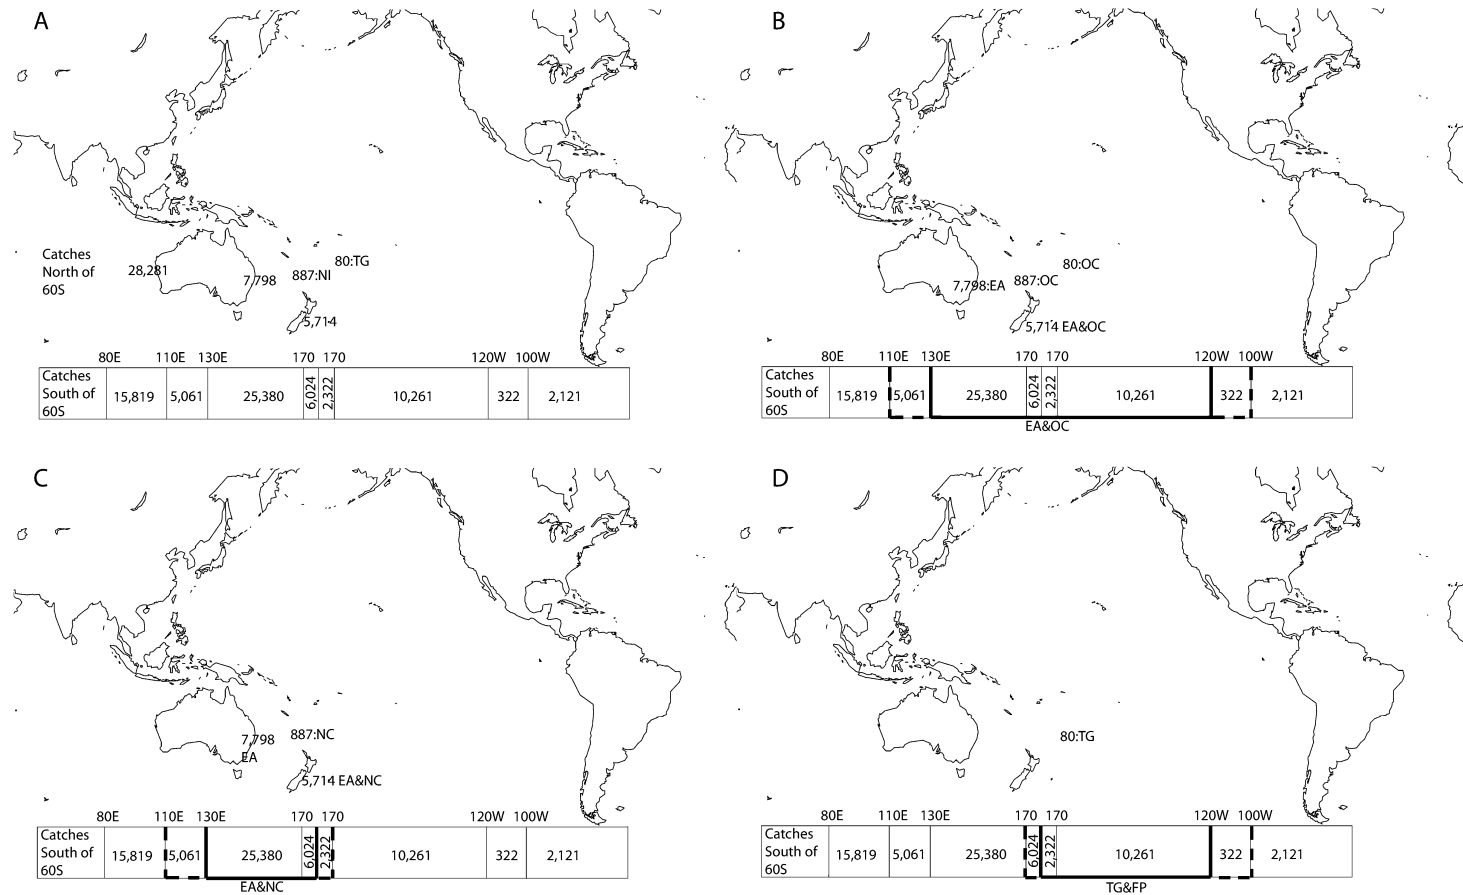 A
Catches
North of
60S
28,281
7,798
887:NI
80:TG
5,714
80E 110E 130E 170 170 120W 100W
Catches
South of
60S
15,819 5,061 25,380 6,024 2,322 10,261 322 2,121
B
80:OC
887:OC
7,798:EA
5,714 EA&OC
80E 110E 130E 170 170 120W 100W
Catches
South of
60S
15,819 5,061 25,380 6,024 2,322 10,261 322 2,121
EA&OC
C
7,798
EA
887:NC
5,714 EA&NC
80E 110E 130E 170 170 120W 100W
Catches
South of
60S
15,819 5,061 25,380 6,024 2,322 10,261 322 2,121
EA&NC
D
80:TG
80E 110E 130E 170 170 120W 100W
Catches
South of
60S
15,819 5,061 25,380 6,024 2,322 10,261 322 2,121
TG&FP